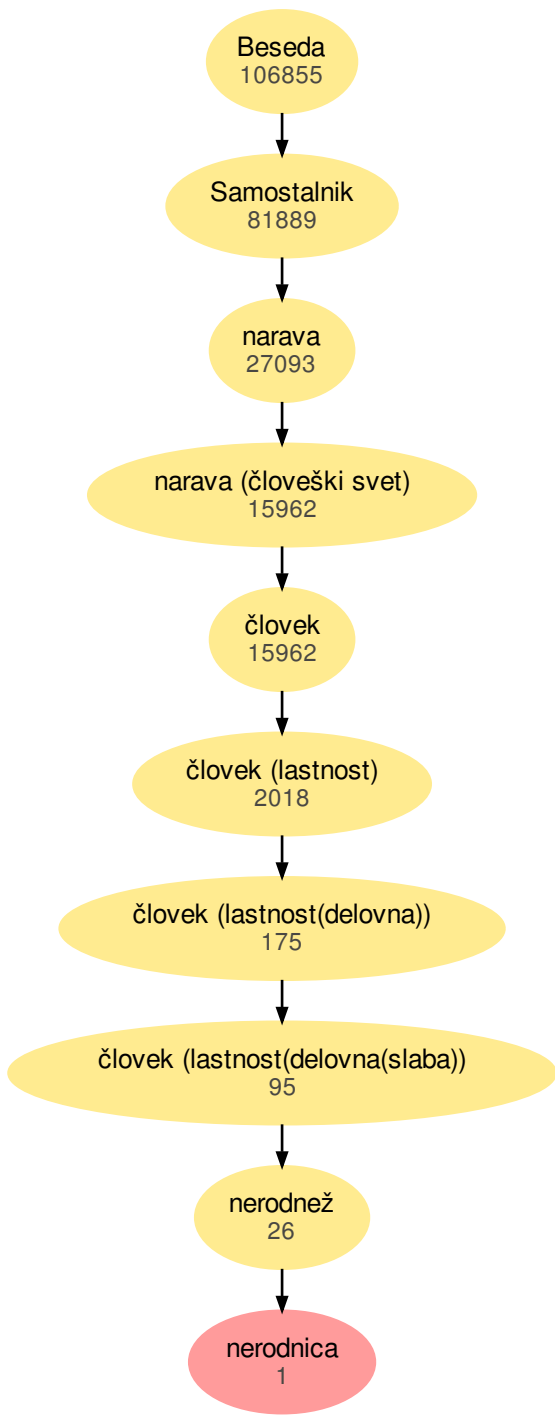 Beseda
106855
Samostalnik
81889
narava
27093
narava (človeški svet)
15962
človek
15962
človek (lastnost)
2018
človek (lastnost(delovna))
175
človek (lastnost(delovna(slaba))
95
nerodnež
26
nerodnica
1